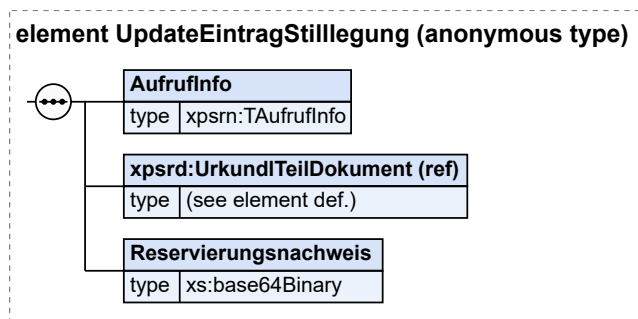 element UpdateEintragStilllegung (anonymous type)
AufrufInfo
type xpsrn:TAufrufInfo
xpsrd:UrkundlTeilDokument (ref)
type (see element def.)
Reservierungsnachweis
type xs:base64Binary